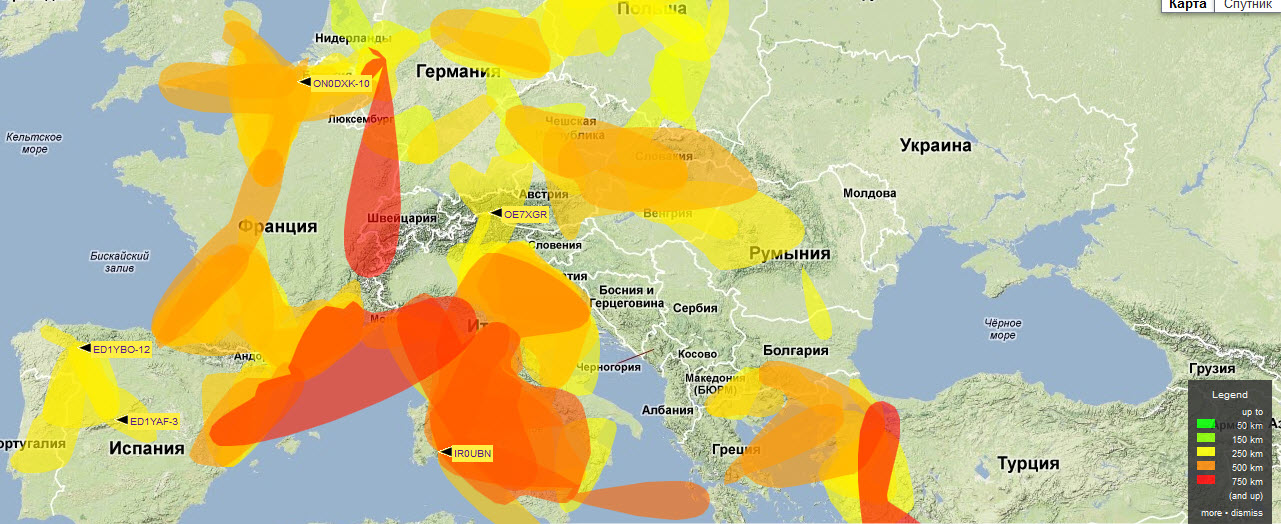 Карта
Спутник
Польша
Нидерланды
Германия
ON0DXK-10
Люксембург
Чешская
Республика
Кельтское
море
Словакия
Украина
Молдова
Австрия
Венгрия
OE7XGR
Швейцария
Франция
Словения
Румыния
Бискайский
залив
Босния и
Герцеговина
Сербия
Чёрное
море
ED1YBO-12
Косово
Болгария
Черногория
Македония
(БЮРМ)
Грузия
Албания
ED1YAF-3
Испания
IR0UBN
Греция
Турция
Legend
up to
50 km
150 km
250 km
500 km
750 km
(and up)
more • dismiss